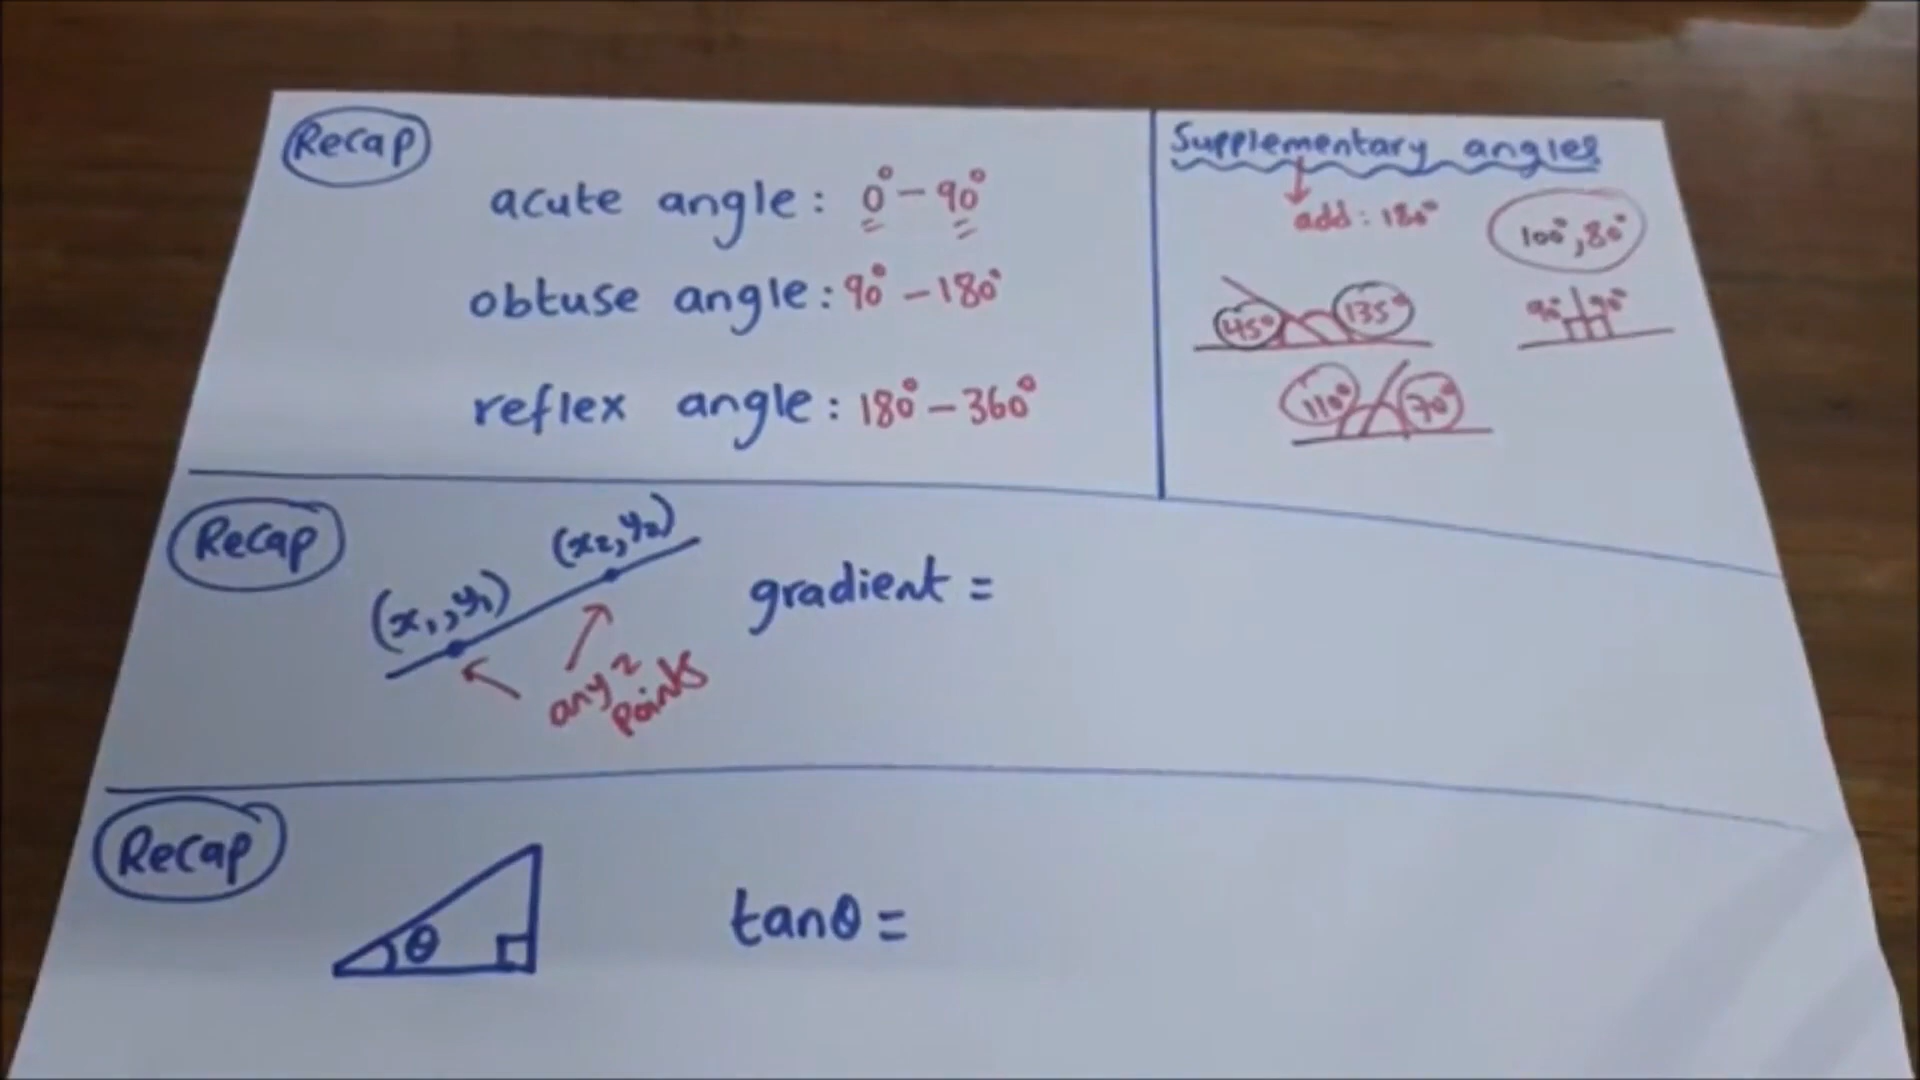 Recap
acute angle: 0° – 90°
obtuse angle: 90° – 180°
reflex angle: 180° – 360°
Supplementary angles
add: 180°
100°, 80°
45° 135°
90° 90°
110° 70°
Recap
(x₁, y₁)
(x₂, y₂)
any 2
points
gradient =
Recap
θ
tanθ =